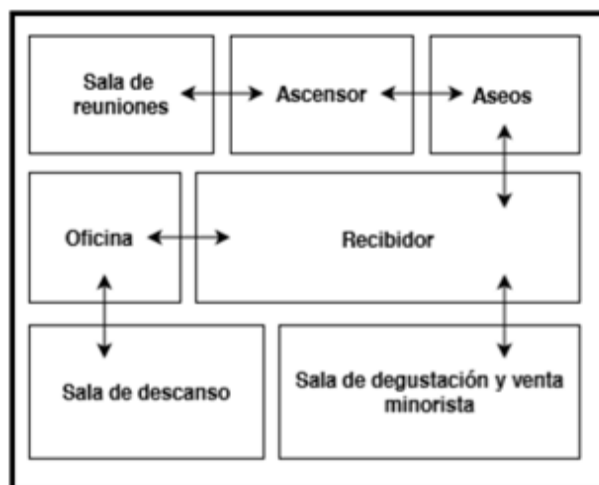 Sala de
reuniones
Ascensor
Aseos
Oficina
Recibidor
Sala de descanso
Sala de degustación y venta
minorista